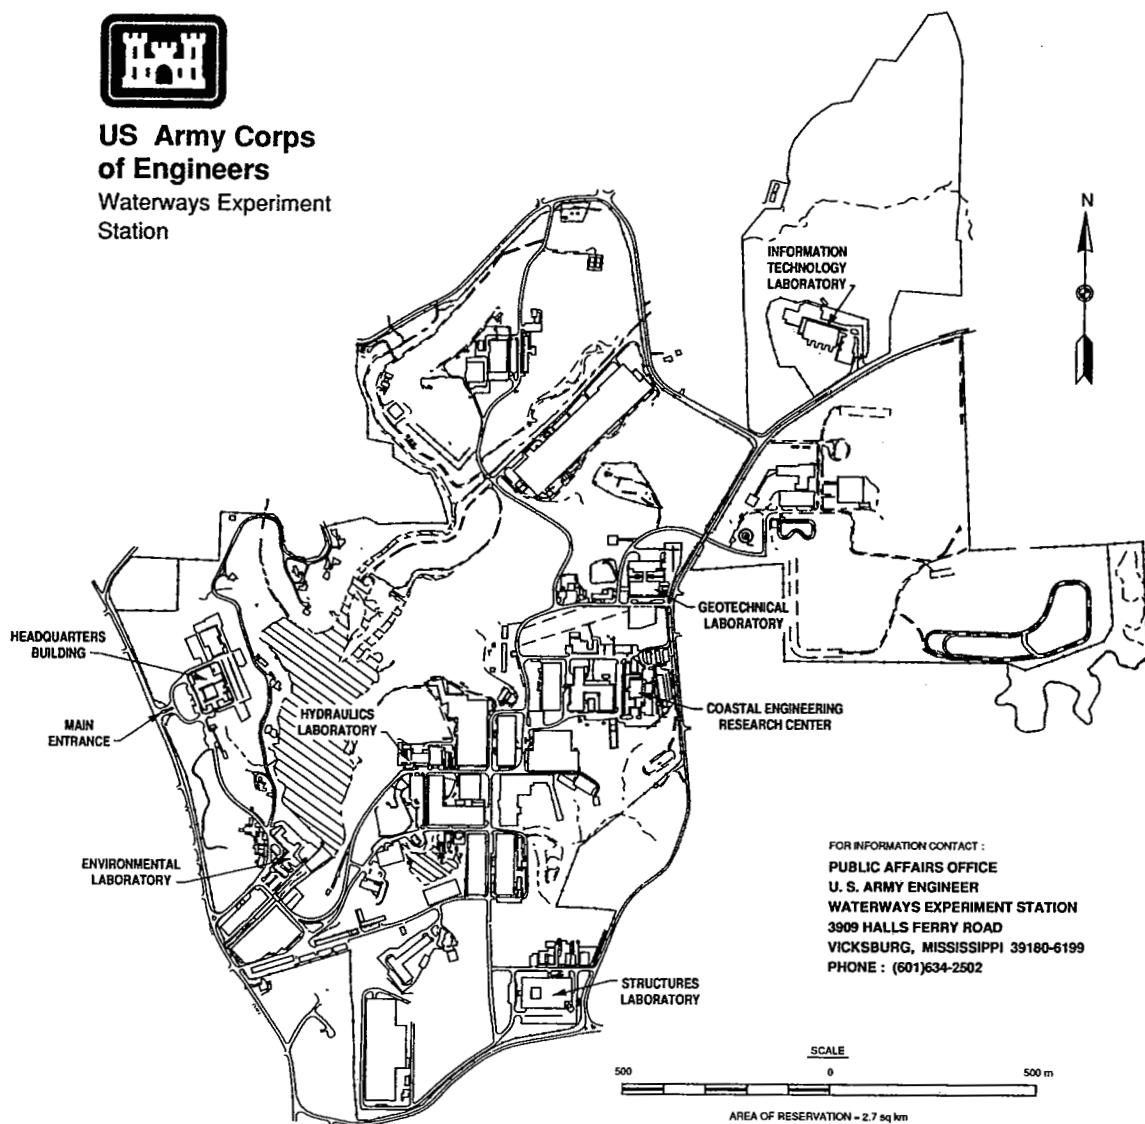 US Army Corps
of Engineers
Waterways Experiment
Station
N
INFORMATION
TECHNOLOGY
LABORATORY
GEOTECHNICAL
LABORATORY
HEADQUARTERS
BUILDING
MAIN
ENTRANCE
HYDRAULICS
LABORATORY
COASTAL ENGINEERING
RESEARCH CENTER
ENVIRONMENTAL
LABORATORY
STRUCTURES
LABORATORY
FOR INFORMATION CONTACT :
PUBLIC AFFAIRS OFFICE
U. S. ARMY ENGINEER
WATERWAYS EXPERIMENT STATION
3909 HALLS FERRY ROAD
VICKSBURG, MISSISSIPPI 39180-6199
PHONE : (601)634-2502
SCALE
500 0 500 m
AREA OF RESERVATION = 2.7 sq km